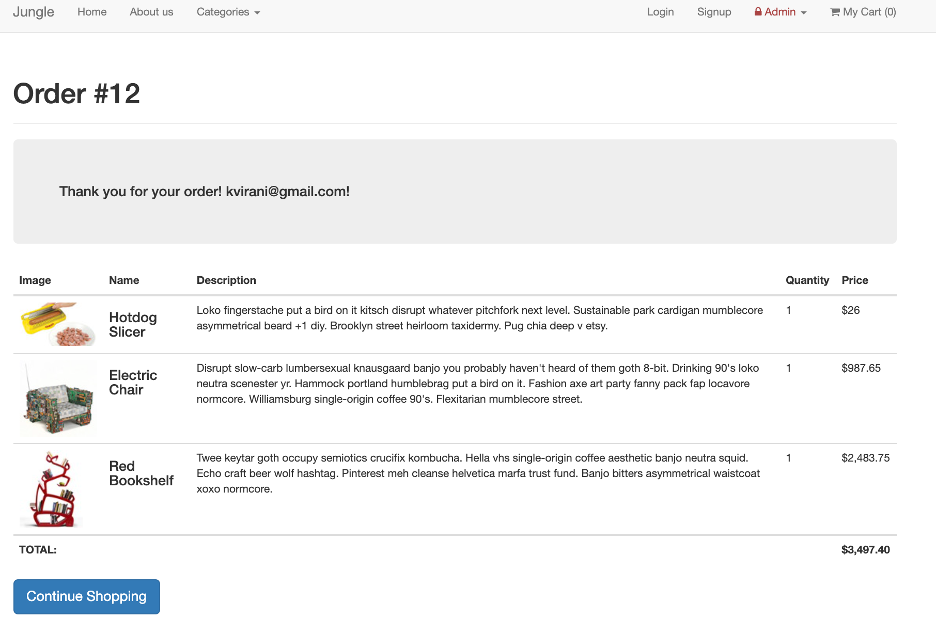 Jungle Home About us Categories Login Signup Admin My Cart (0)
Order #12
Thank you for your order! kvirani@gmail.com!
Image Name Description Quantity Price
Hotdog Slicer
Loko fingerstache put a bird on it kitsch disrupt whatever pitchfork next level. Sustainable park cardigan mumblecore
asymmetrical beard +1 diy. Brooklyn street heirloom taxidermy. Pug chia deep v etsy.
1 $26
Electric Chair
Disrupt slow-carb lumbersexual knausgaard banjo you probably haven't heard of them goth 8-bit. Drinking 90's loko
neutra scenester yr. Hammock portland humblebrag put a bird on it. Fashion axe art party fanny pack fap locavore
normcore. Williamsburg single-origin coffee 90's. Flexitarian mumblecore street.
1 $987.65
Red Bookshelf
Twee keytar goth occupy semiotics crucifix kombucha. Hella vhs single-origin coffee aesthetic banjo neutra squid.
Echo craft beer wolf hashtag. Pinterest meh cleanse helvetica marfa trust fund. Banjo bitters asymmetrical waistcoat
xoxo normcore.
1 $2,483.75
TOTAL: $3,497.40
Continue Shopping